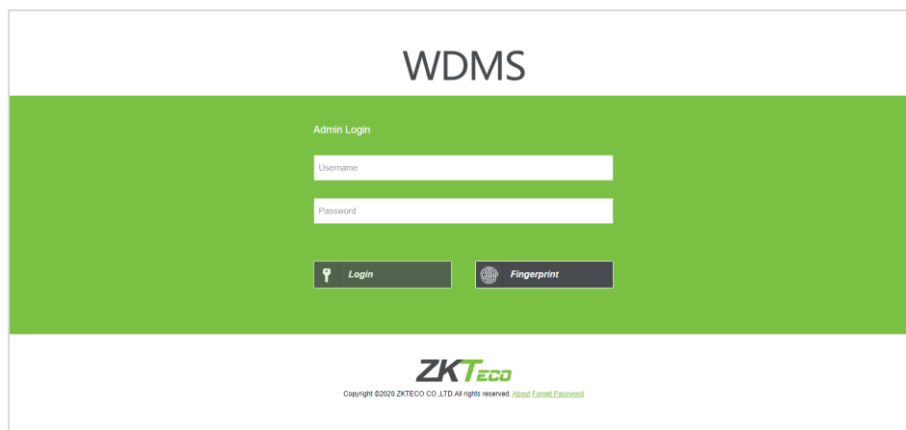 WDMS
Admin Login
Username
Password
Login
Fingerprint
ZKTECO
Copyright ©2020 ZKTECO CO.,LTD.All rights reserved. About Forget Password